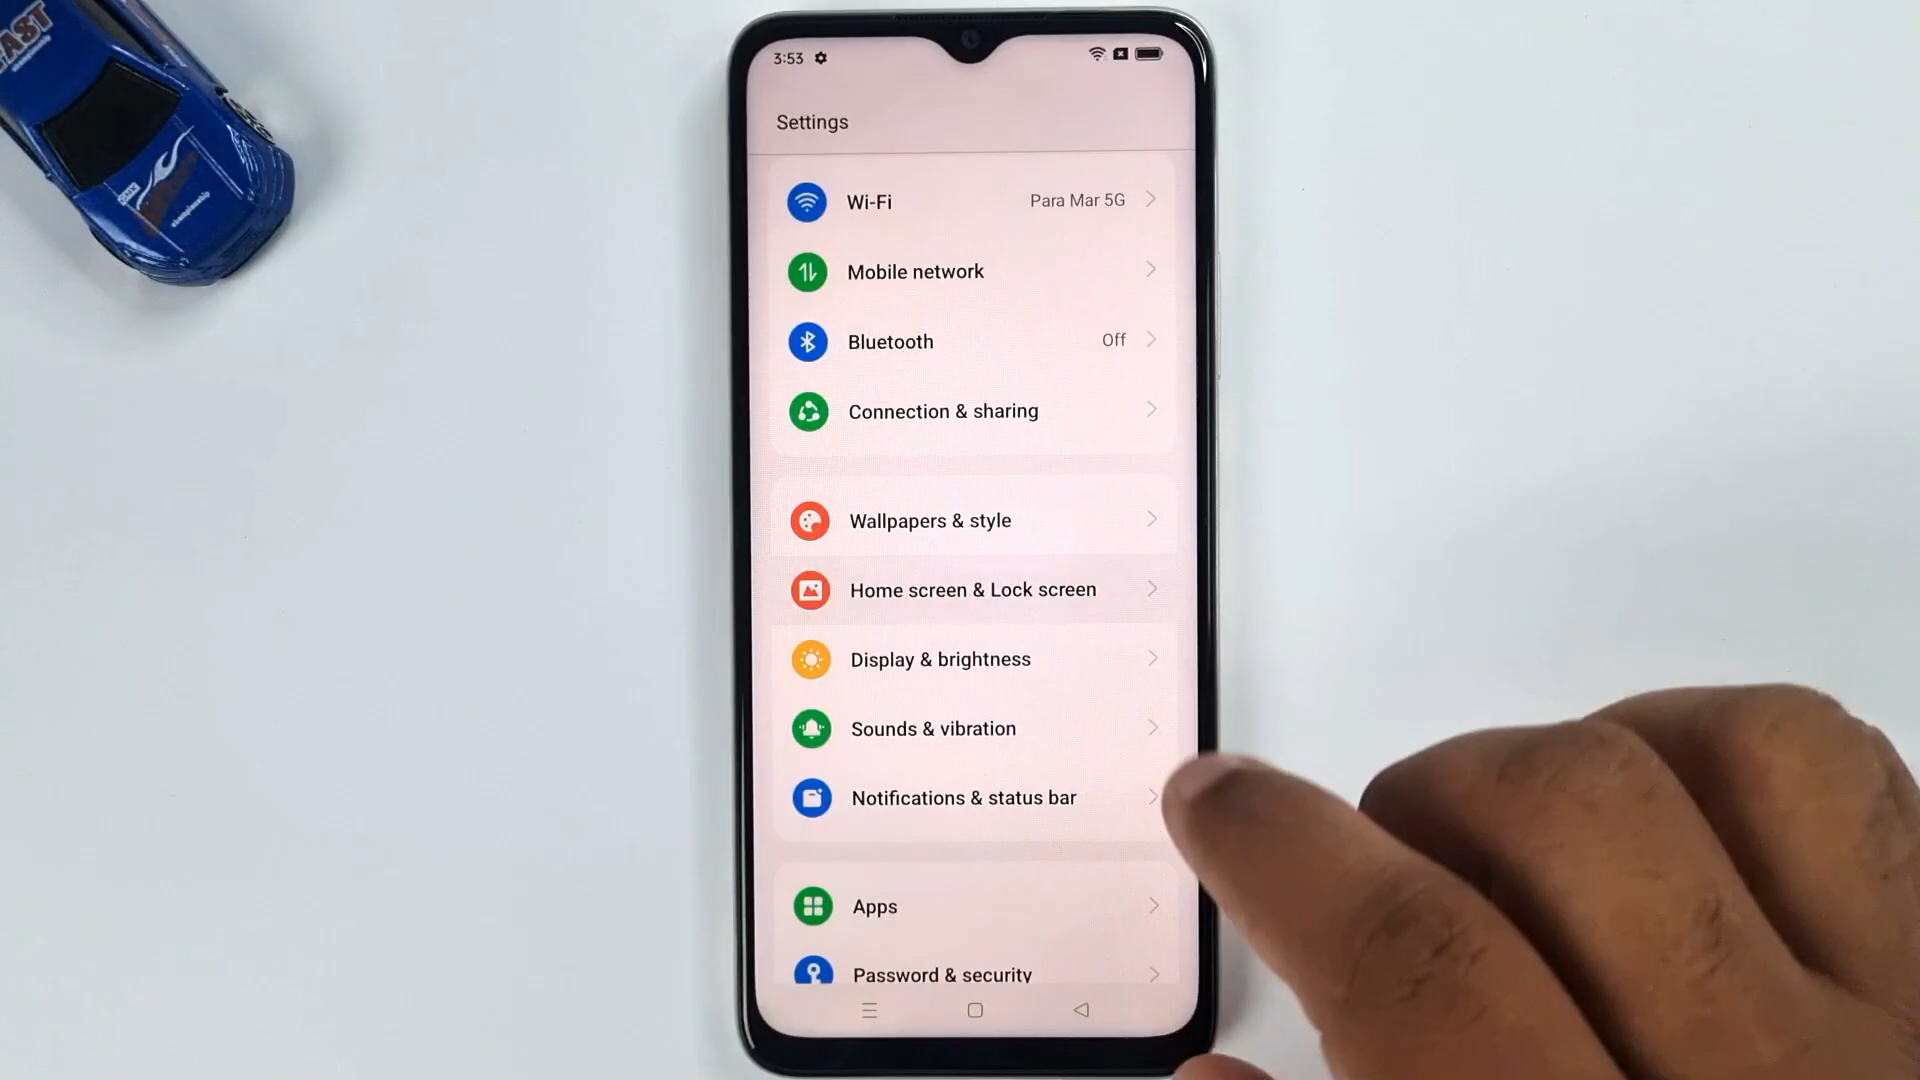 3:53
Settings
Wi-Fi Para Mar 5G
Mobile network
Bluetooth Off
Connection & sharing
Wallpapers & style
Home screen & Lock screen
Display & brightness
Sounds & vibration
Notifications & status bar
Apps
Password & security
championship